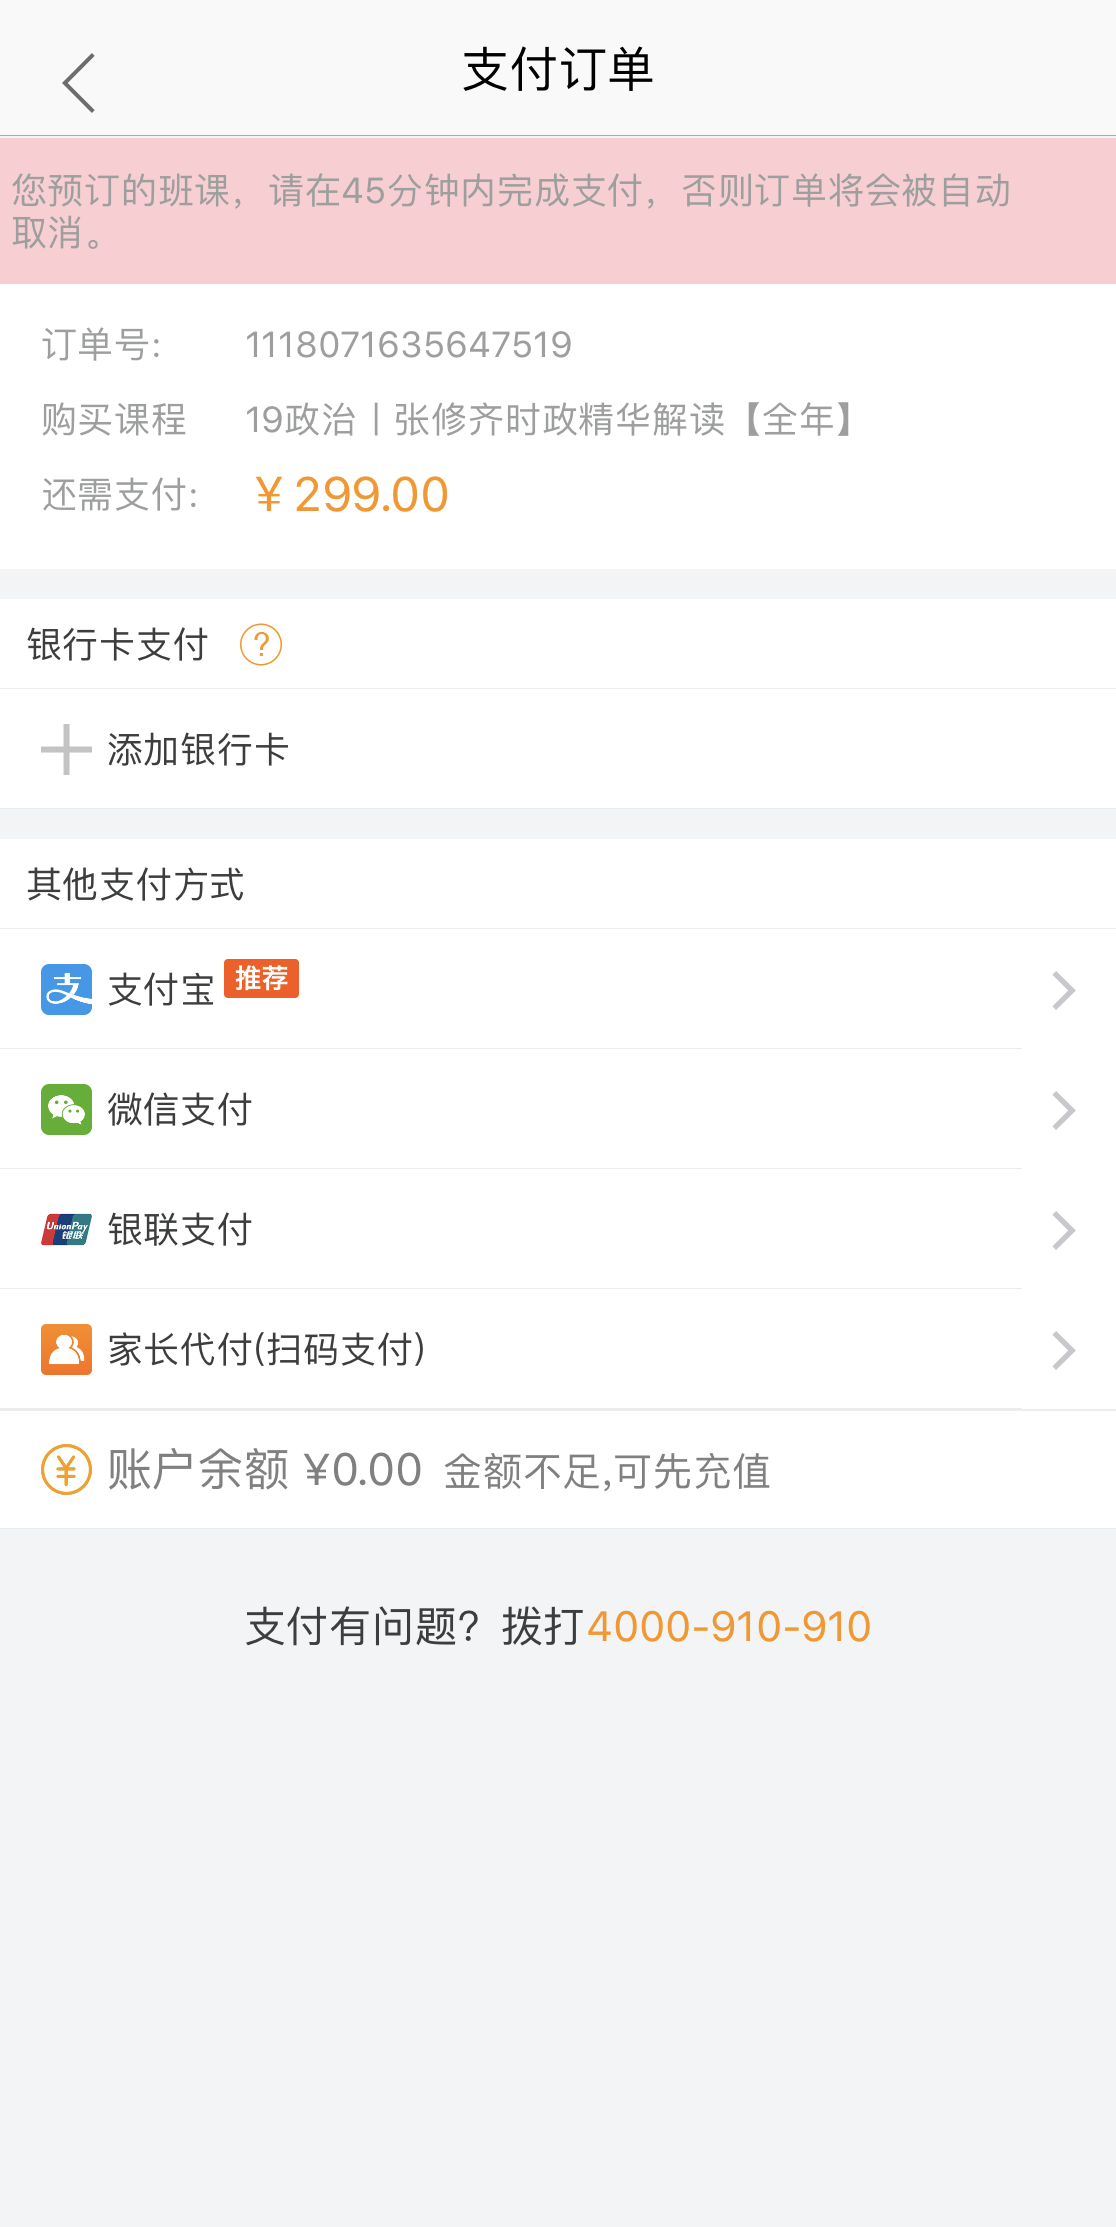 支付订单
您预订的班课，请在45分钟内完成支付，否则订单将会被自动
取消。
订单号: 1118071635647519
购买课程 19政治丨张修齐时政精华解读【全年】
还需支付: ¥ 299.00
银行卡支付 ?
添加银行卡
其他支付方式
支 支付宝 推荐
微信支付
UnionPay 银联 银联支付
家长代付(扫码支付)
¥ 账户余额 ¥0.00 金额不足,可先充值
支付有问题？拨打4000-910-910